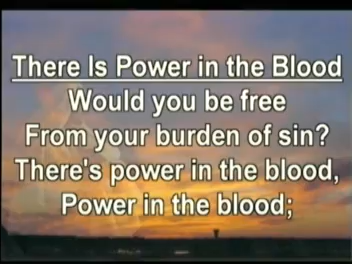 There Is Power in the Blood
Would you be free
From your burden of sin?
There's power in the blood,
Power in the blood;